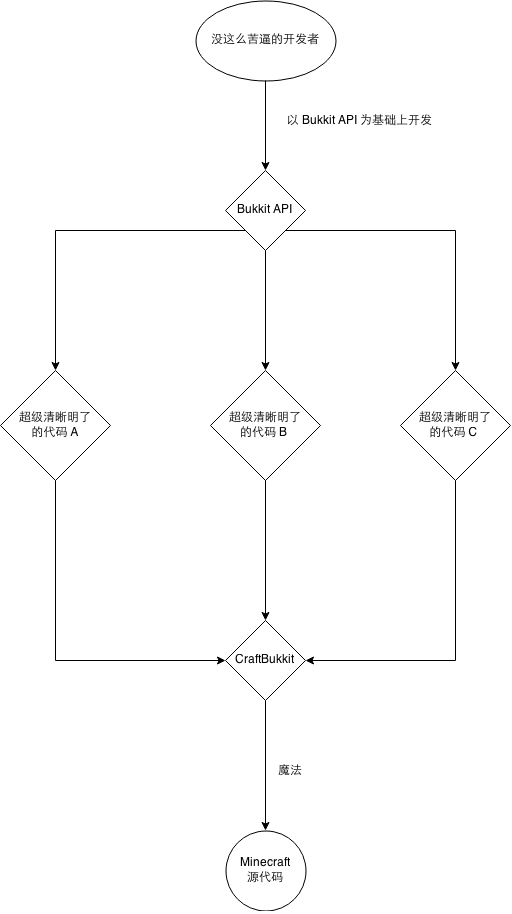 没这么苦逼的开发者
以 Bukkit API 为基础上开发
Bukkit API
超级清晰明了
的代码 A
超级清晰明了
的代码 B
超级清晰明了
的代码 C
CraftBukkit
魔法
Minecraft
源代码